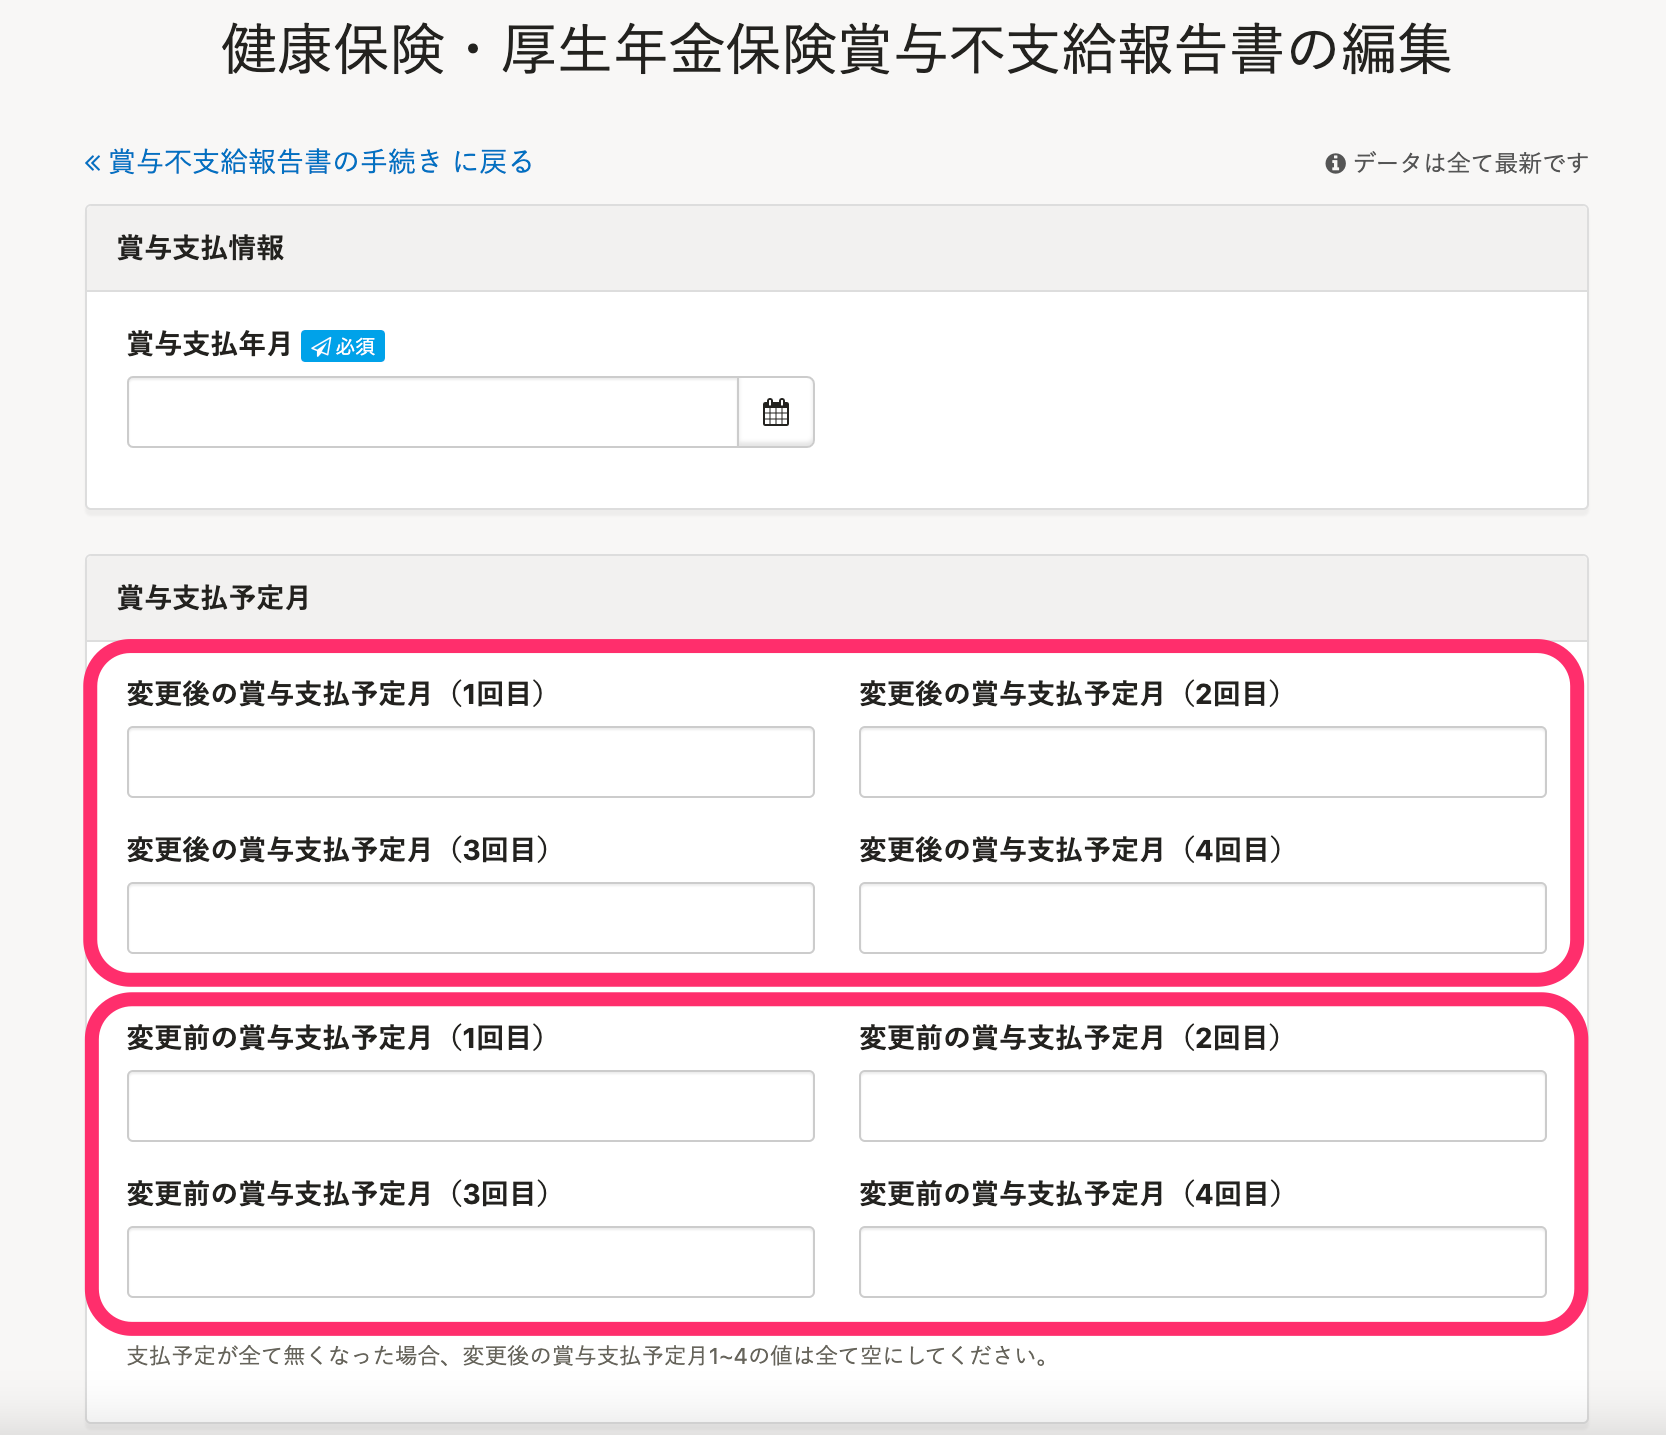 健康保険・厚生年金保険賞与不支給報告書の編集
« 賞与不支給報告書の手続き に戻る
データは全て最新です
賞与支払情報
賞与支払年月 必須
賞与支払予定月
変更後の賞与支払予定月（1回目）
変更後の賞与支払予定月（2回目）
変更後の賞与支払予定月（3回目）
変更後の賞与支払予定月（4回目）
変更前の賞与支払予定月（1回目）
変更前の賞与支払予定月（2回目）
変更前の賞与支払予定月（3回目）
変更前の賞与支払予定月（4回目）
支払予定が全て無くなった場合、変更後の賞与支払予定月1~4の値は全て空にしてください。